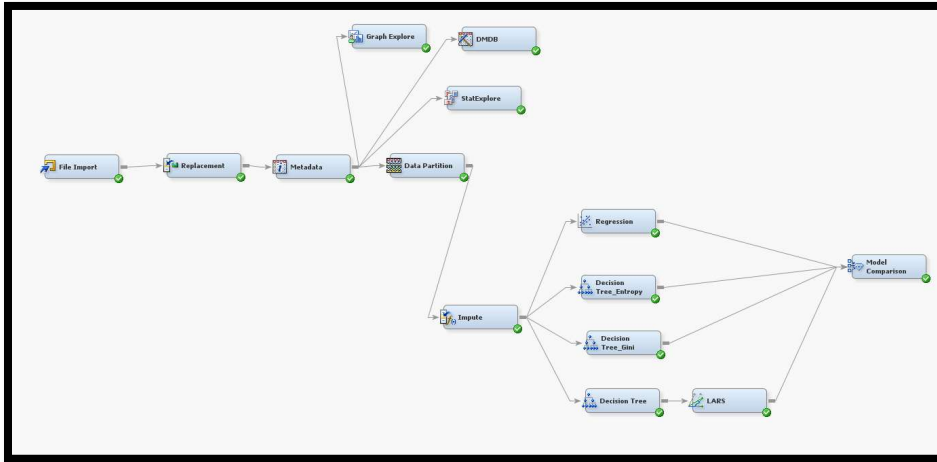 Graph Explore
DMDB
StatExplore
File Import
Replacement
Metadata
Data Partition
Regression
Model
Comparison
Decision
Tree_Entropy
Impute
Decision
Tree_Gini
Decision Tree
LARS